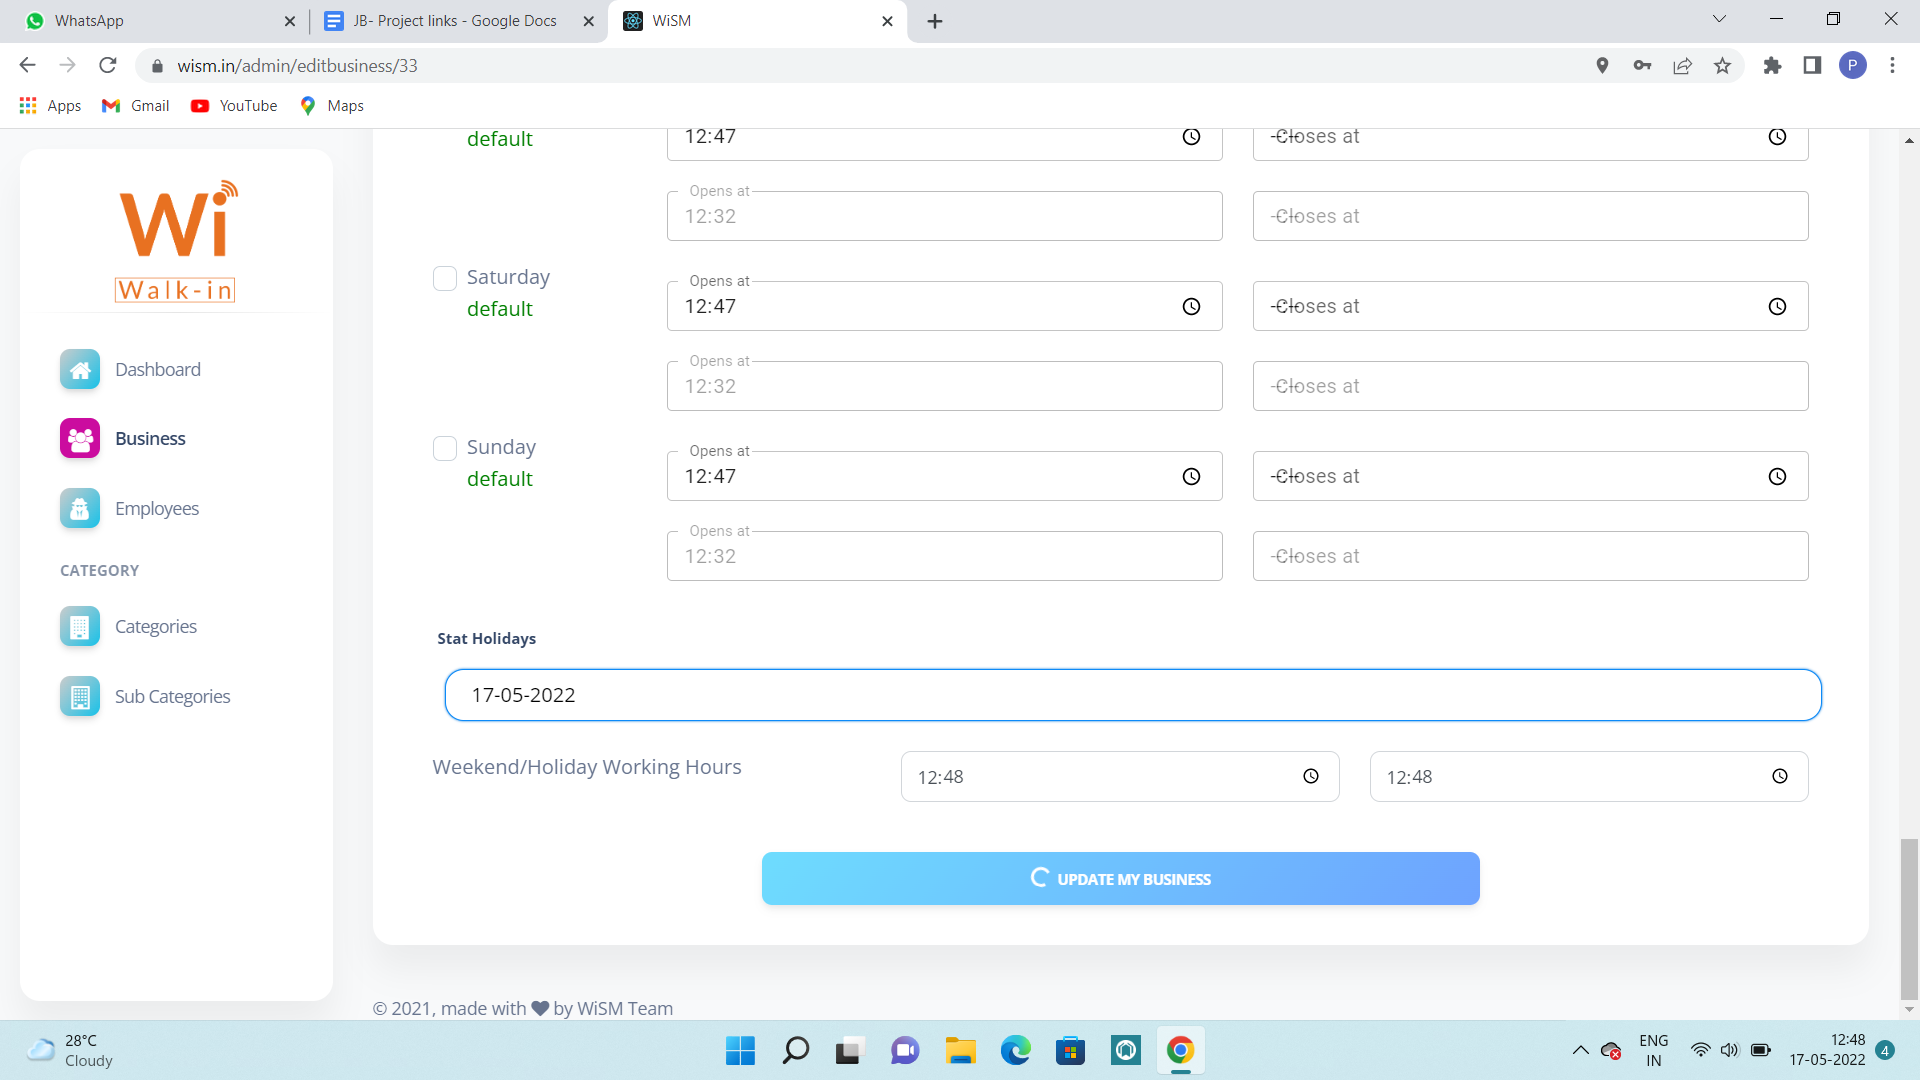 WhatsApp
JB- Project links - Google Docs
WiSM
wism.in/admin/editbusiness/33
P
Apps
Gmail
YouTube
Maps
Wi
Walk-in
Dashboard
Business
Employees
CATEGORY
Categories
Sub Categories
default
12:47
Closes at
Opens at
12:32
Closes at
Saturday
default
Opens at
12:47
Closes at
Opens at
12:32
Closes at
Sunday
default
Opens at
12:47
Closes at
Opens at
12:32
Closes at
Stat Holidays
17-05-2022
Weekend/Holiday Working Hours
12:48
12:48
UPDATE MY BUSINESS
© 2021, made with by WiSM Team
28°C
Cloudy
ENG
IN
12:48
17-05-2022
4